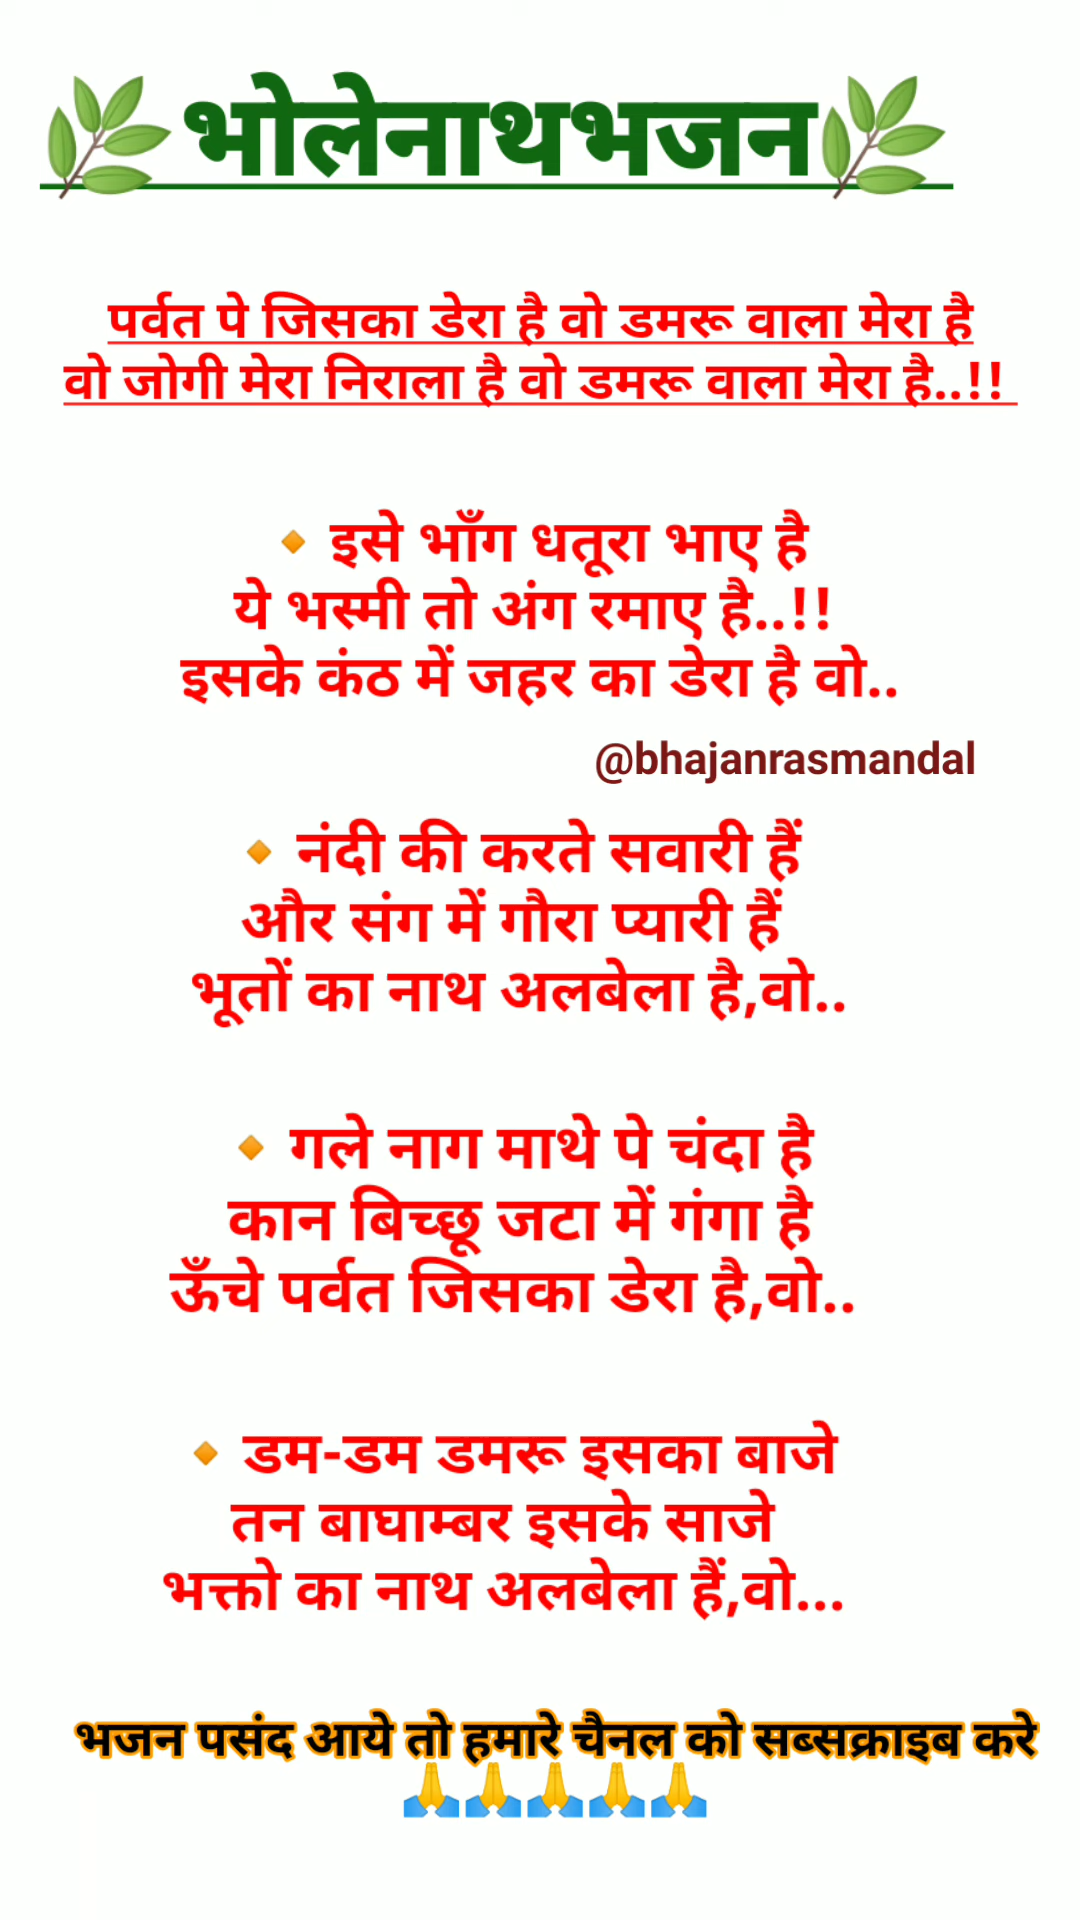 🌿भोलेनाथभजन🌿
पर्वत पे जिसका डेरा है वो डमरू वाला मेरा है
वो जोगी मेरा निराला है वो डमरू वाला मेरा है..!!
🔸इसे भाँग धतूरा भाए है
ये भस्मी तो अंग रमाए है..!!
इसके कंठ में जहर का डेरा है वो..
@bhajanrasmandal
🔸नंदी की करते सवारी हैं
और संग में गौरा प्यारी हैं
भूतों का नाथ अलबेला है,वो..
🔸गले नाग माथे पे चंदा है
कान बिच्छू जटा में गंगा है
ऊँचे पर्वत जिसका डेरा है,वो..
🔸डम-डम डमरू इसका बाजे
तन बाघाम्बर इसके साजे
भक्तो का नाथ अलबेला हैं,वो...
भजन पसंद आये तो हमारे चैनल को सब्सक्राइब करे
🙏🙏🙏🙏🙏